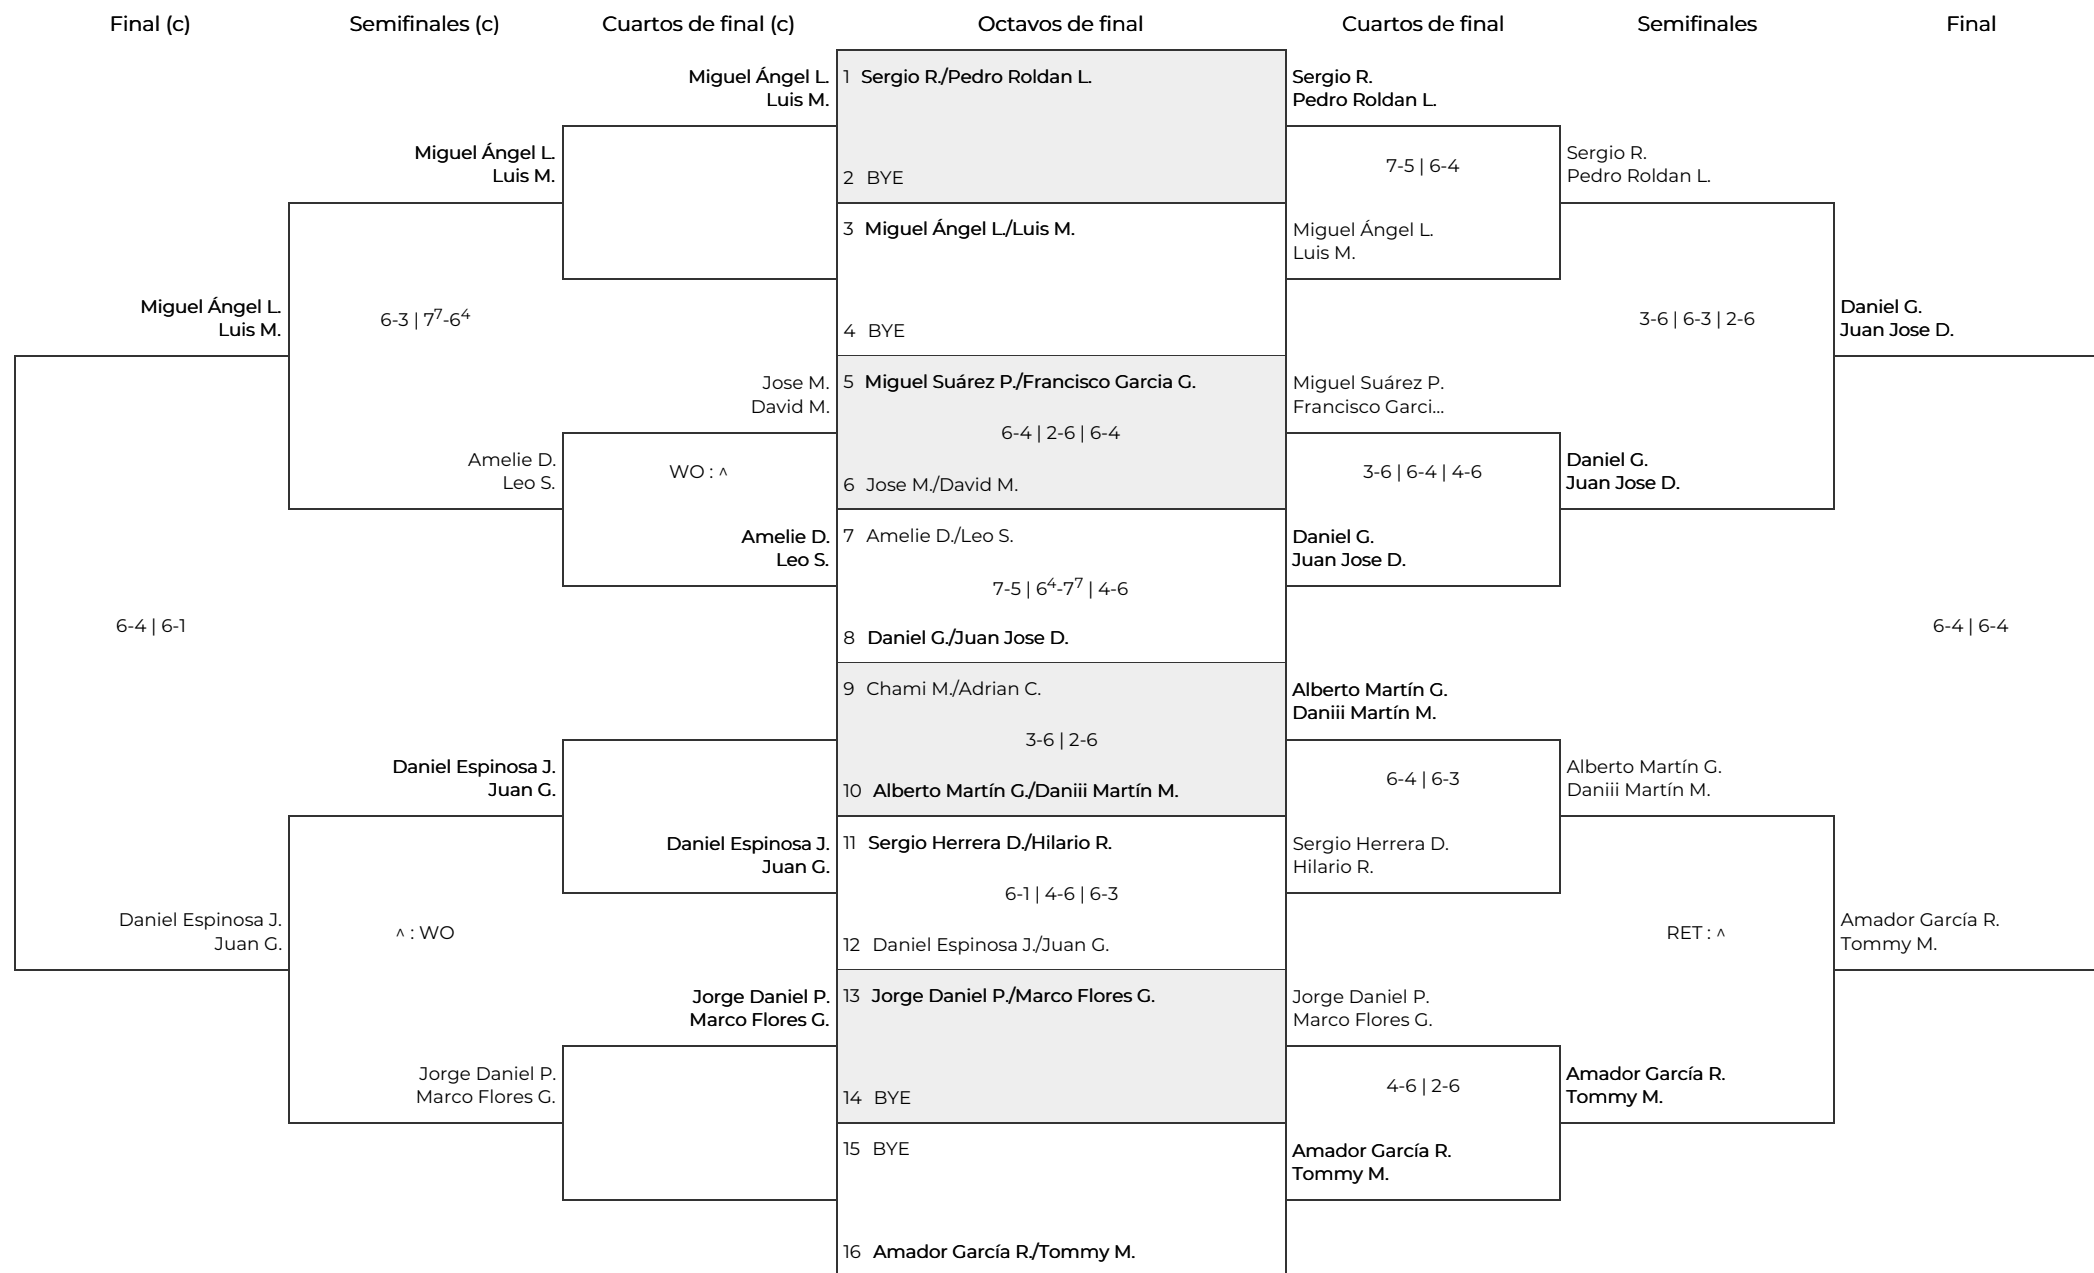 Final (c)
Semifinales (c)
Cuartos de final (c)
Octavos de final
Cuartos de final
Semifinales
Final
Miguel Ángel L.
Luis M.
6-4 | 6-1
Daniel Espinosa J.
Juan G.
Miguel Ángel L.
Luis M.
6-3 | 7⁷-6⁴
Amelie D.
Leo S.
Daniel Espinosa J.
Juan G.
^ : WO
Jorge Daniel P.
Marco Flores G.
Miguel Ángel L.
Luis M.
Jose M.
David M.
WO : ^
Amelie D.
Leo S.
Daniel Espinosa J.
Juan G.
Jorge Daniel P.
Marco Flores G.
1 Sergio R./Pedro Roldan L.
2 BYE
3 Miguel Ángel L./Luis M.
4 BYE
5 Miguel Suárez P./Francisco Garcia G.
6-4 | 2-6 | 6-4
6 Jose M./David M.
7 Amelie D./Leo S.
7-5 | 6⁴-7⁷ | 4-6
8 Daniel G./Juan Jose D.
9 Chami M./Adrian C.
3-6 | 2-6
10 Alberto Martín G./Daniii Martín M.
11 Sergio Herrera D./Hilario R.
6-1 | 4-6 | 6-3
12 Daniel Espinosa J./Juan G.
13 Jorge Daniel P./Marco Flores G.
14 BYE
15 BYE
16 Amador García R./Tommy M.
Sergio R.
Pedro Roldan L.
7-5 | 6-4
Miguel Ángel L.
Luis M.
Miguel Suárez P.
Francisco Garci...
3-6 | 6-4 | 4-6
Daniel G.
Juan Jose D.
Alberto Martín G.
Daniii Martín M.
6-4 | 6-3
Sergio Herrera D.
Hilario R.
Jorge Daniel P.
Marco Flores G.
4-6 | 2-6
Amador García R.
Tommy M.
Sergio R.
Pedro Roldan L.
3-6 | 6-3 | 2-6
Daniel G.
Juan Jose D.
Alberto Martín G.
Daniii Martín M.
RET : ^
Amador García R.
Tommy M.
Daniel G.
Juan Jose D.
6-4 | 6-4
Amador García R.
Tommy M.